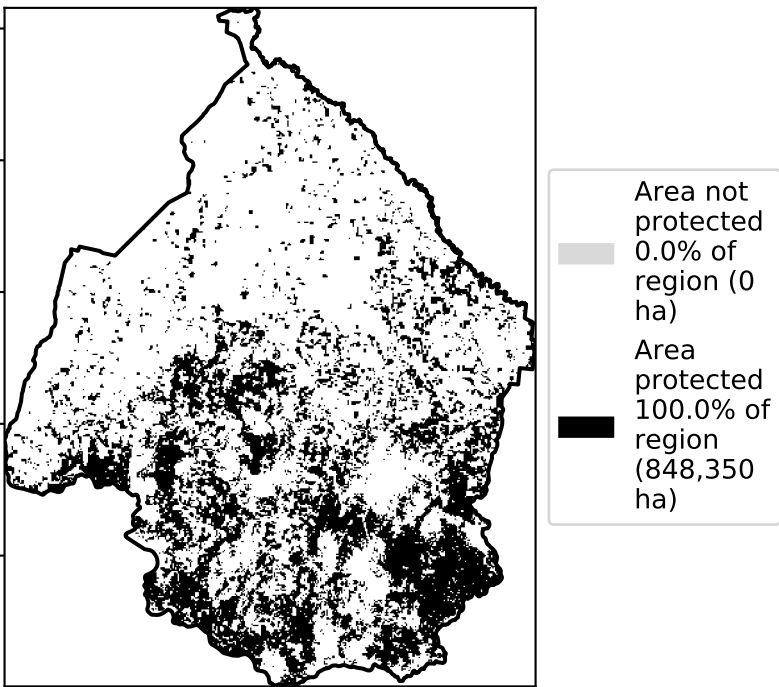 Area not
protected
0.0% of
region (0
ha)
Area
protected
100.0% of
region
(848,350
ha)